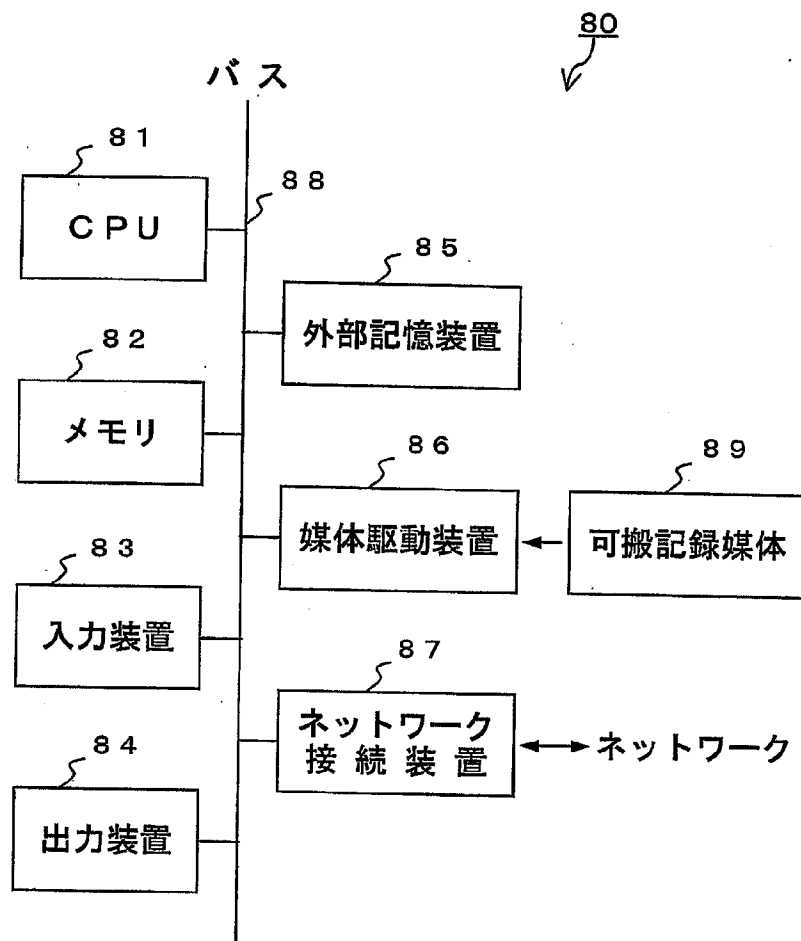 80
バ ス
81
CPU
88
85
外部記憶装置
82
メモリ
86
媒体駆動装置
89
可搬記録媒体
83
入力装置
87
ネットワーク
接 続 装 置
ネットワーク
84
出力装置